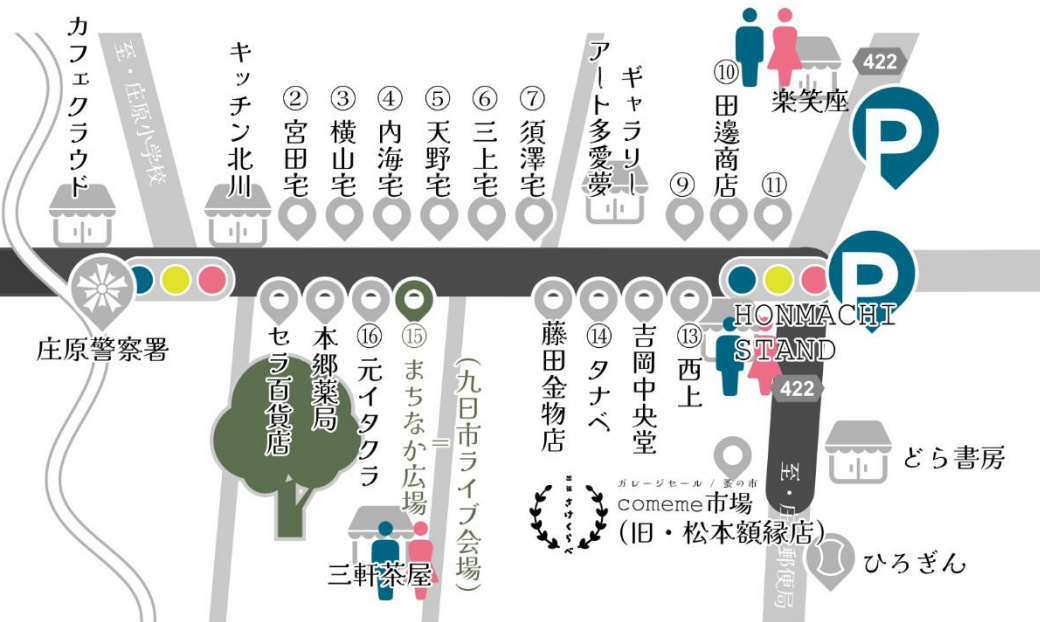 カフェクラウド
至・庄原小学校
キッチン北川
②宮田宅
③横山宅
④内海宅
⑤天野宅
⑥三上宅
⑦須澤宅
ギャラリー
アート多愛夢
⑨
⑩田邊商店
⑪
楽笑座
422
P
P
庄原警察署
セラ百貨店
本郷薬局
⑯元イタクラ
⑮まちなか広場
=
(九日市ライブ会場)
藤田金物店
⑭タナベ
吉岡中央堂
⑬西上
HONMACHI
STAND
422
三軒茶屋
出張
さけくらべ
ガレージセール / 蚤の市
comeme市場
(旧・松本額縁店)
どら書房
ひろぎん